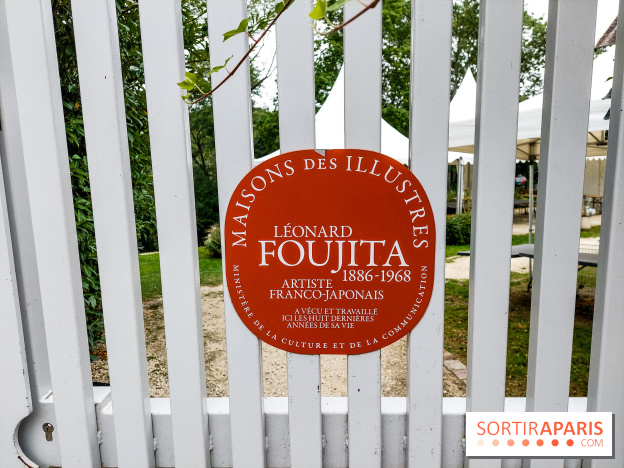 MAISONS DES ILLUSTRES
LÉONARD
FOUJITA
1886-1968
ARTISTE
FRANCO-JAPONAIS
A VÉCU ET TRAVAILLÉ
ICI LES HUIT DERNIÈRES
ANNÉES DE SA VIE
MINISTÈRE DE LA CULTURE ET DE LA COMMUNICATION
SORTIRAPARIS
.COM